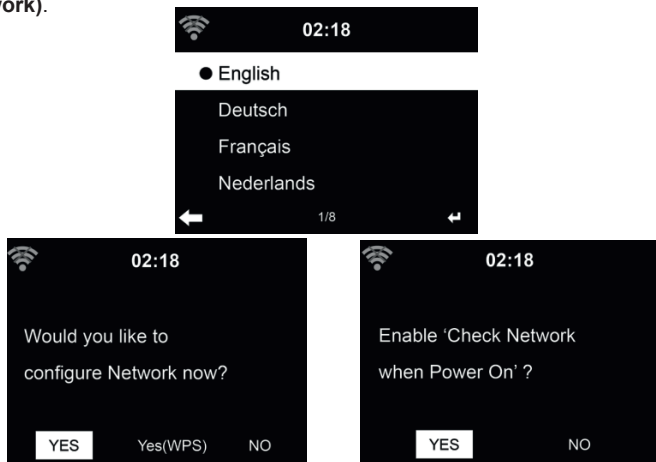 ork).
02:18
English
Deutsch
Français
Nederlands
1/8
02:18
Would you like to
configure Network now?
YES Yes(WPS) NO
02:18
Enable ‘Check Network
when Power On’ ?
YES NO